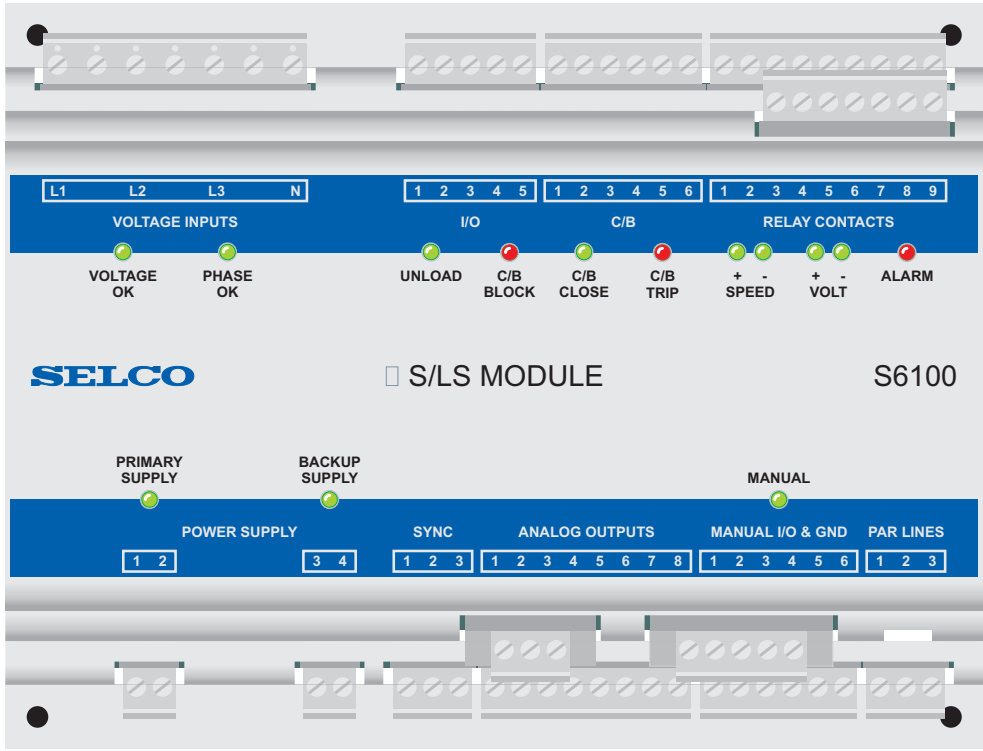 L1 L2 L3 N 1 2 3 4 5 1 2 3 4 5 6 1 2 3 4 5 6 7 8 9
VOLTAGE INPUTS I/O C/B RELAY CONTACTS
VOLTAGE OK
PHASE OK
UNLOAD
C/B BLOCK
C/B CLOSE
C/B TRIP
+ - SPEED
+ - VOLT
ALARM
SELCO S/LS MODULE S6100
PRIMARY SUPPLY
BACKUP SUPPLY
MANUAL
POWER SUPPLY SYNC ANALOG OUTPUTS MANUAL I/O & GND PAR LINES
1 2 3 4 1 2 3 1 2 3 4 5 6 7 8 1 2 3 4 5 6 1 2 3